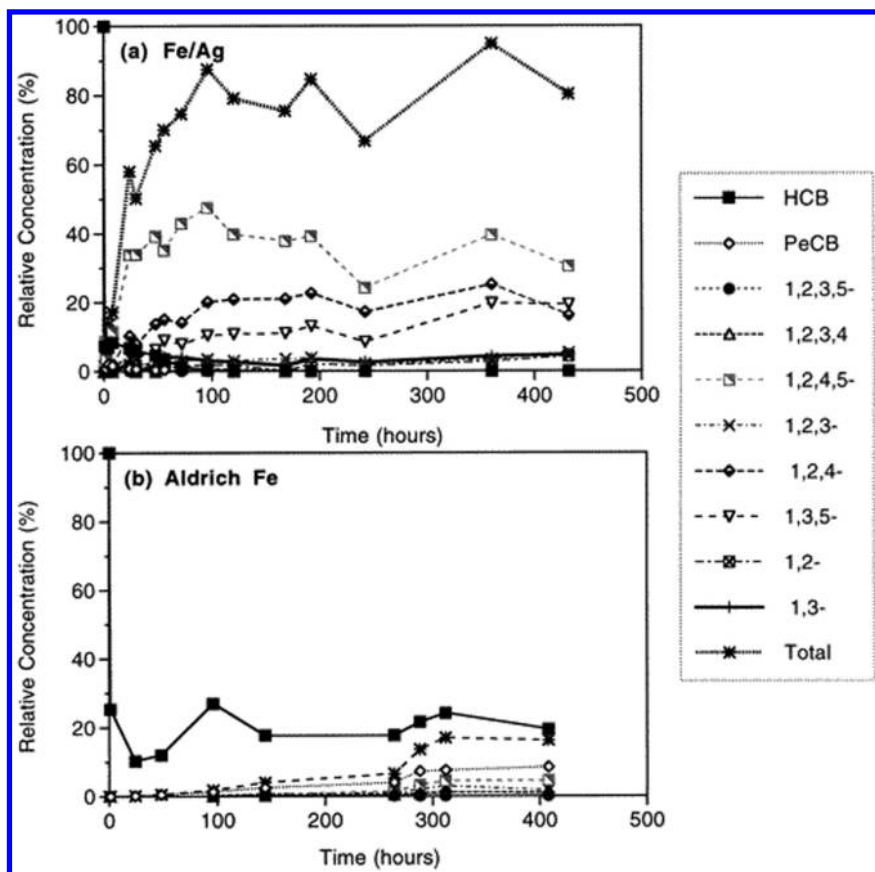 (a) Fe/Ag
Relative Concentration (%)
100
80
60
40
20
0
0 100 200 300 400 500
Time (hours)
(b) Aldrich Fe
Relative Concentration (%)
100
80
60
40
20
0
0 100 200 300 400 500
Time (hours)
HCB
PeCB
1,2,3,5-
1,2,3,4
1,2,4,5-
1,2,3-
1,2,4-
1,3,5-
1,2-
1,3-
Total